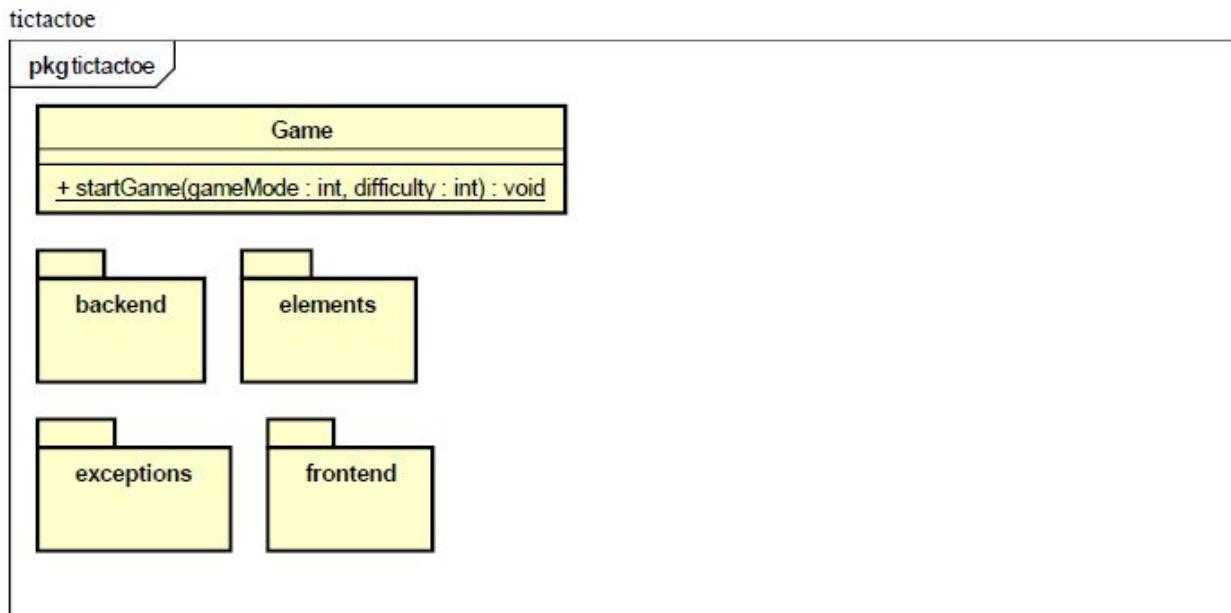 tictactoe
pkg tictactoe
Game
+ startGame(gameMode : int, difficulty : int) : void
backend
elements
exceptions
frontend